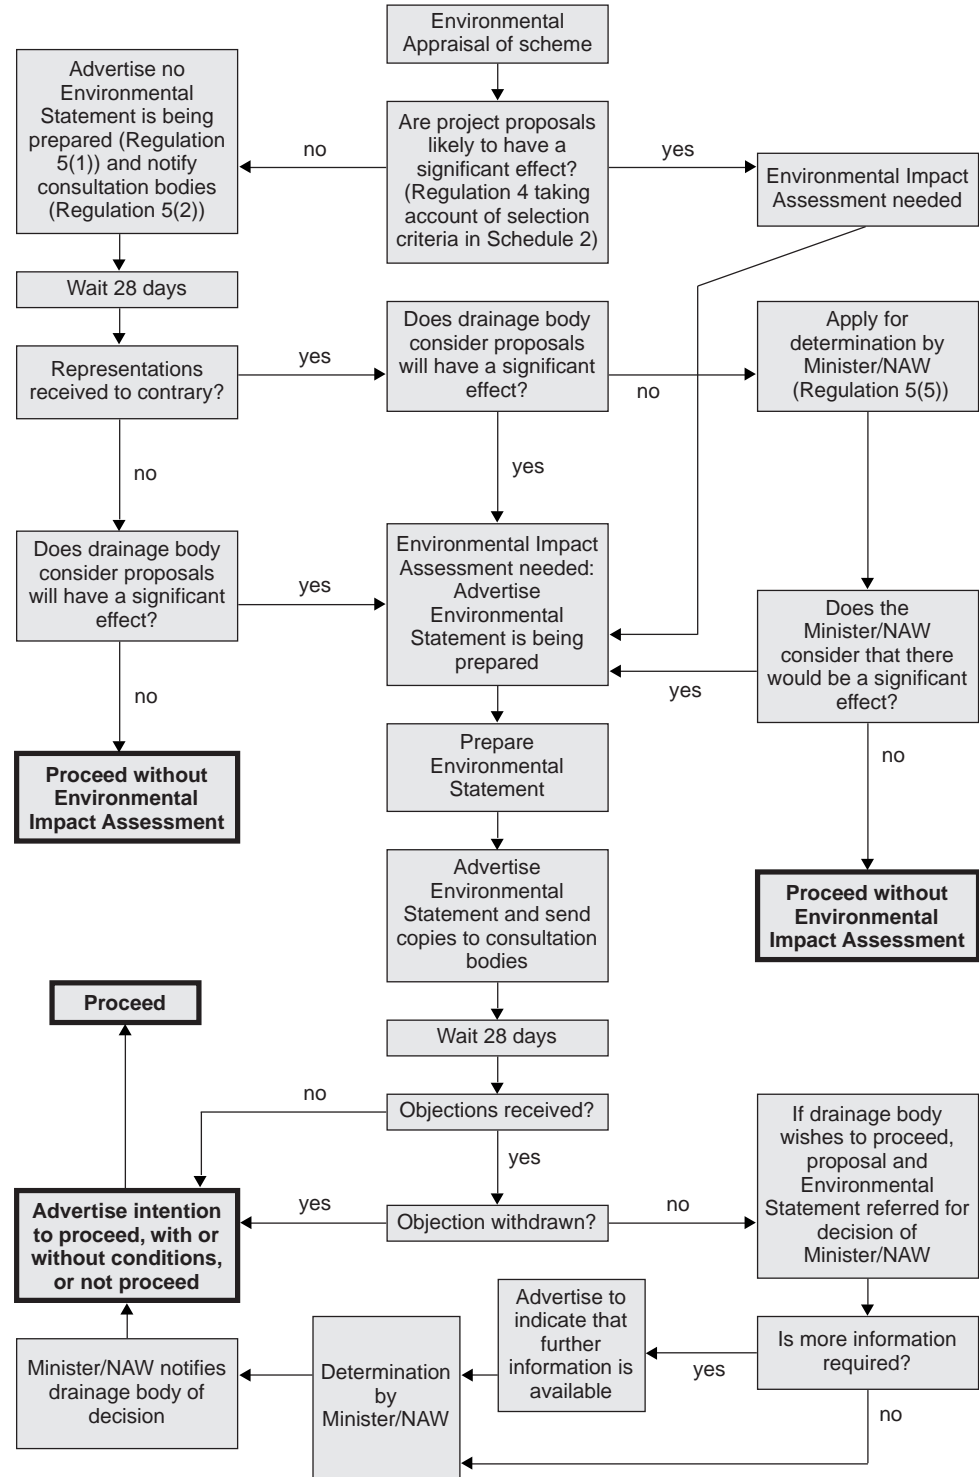 Environmental
Appraisal of scheme
Advertise no
Environmental
Statement is being
prepared (Regulation
5(1)) and notify
consultation bodies
(Regulation 5(2))
no
Are project proposals
likely to have a
significant effect?
(Regulation 4 taking
account of selection
criteria in Schedule 2)
yes
Environmental Impact
Assessment needed
Wait 28 days
Representations
received to contrary?
yes
Does drainage body
consider proposals
will have a significant
effect?
no
Apply for
determination by
Minister/NAW
(Regulation 5(5))
no
yes
Does drainage body
consider proposals
will have a significant
effect?
yes
Environmental Impact
Assessment needed:
Advertise
Environmental
Statement is being
prepared
Does the
Minister/NAW
consider that there
would be a significant
effect?
yes
no
no
Proceed without
Environmental
Impact Assessment
Prepare
Environmental
Statement
Advertise
Environmental
Statement and send
copies to consultation
bodies
Proceed without
Environmental
Impact Assessment
Proceed
Wait 28 days
no
Objections received?
yes
If drainage body
wishes to proceed,
proposal and
Environmental
Statement referred for
decision of
Minister/NAW
Advertise intention
to proceed, with or
without conditions,
or not proceed
yes
Objection withdrawn?
no
Minister/NAW notifies
drainage body of
decision
Determination
by
Minister/NAW
Advertise to
indicate that
further
information is
available
yes
Is more information
required?
no